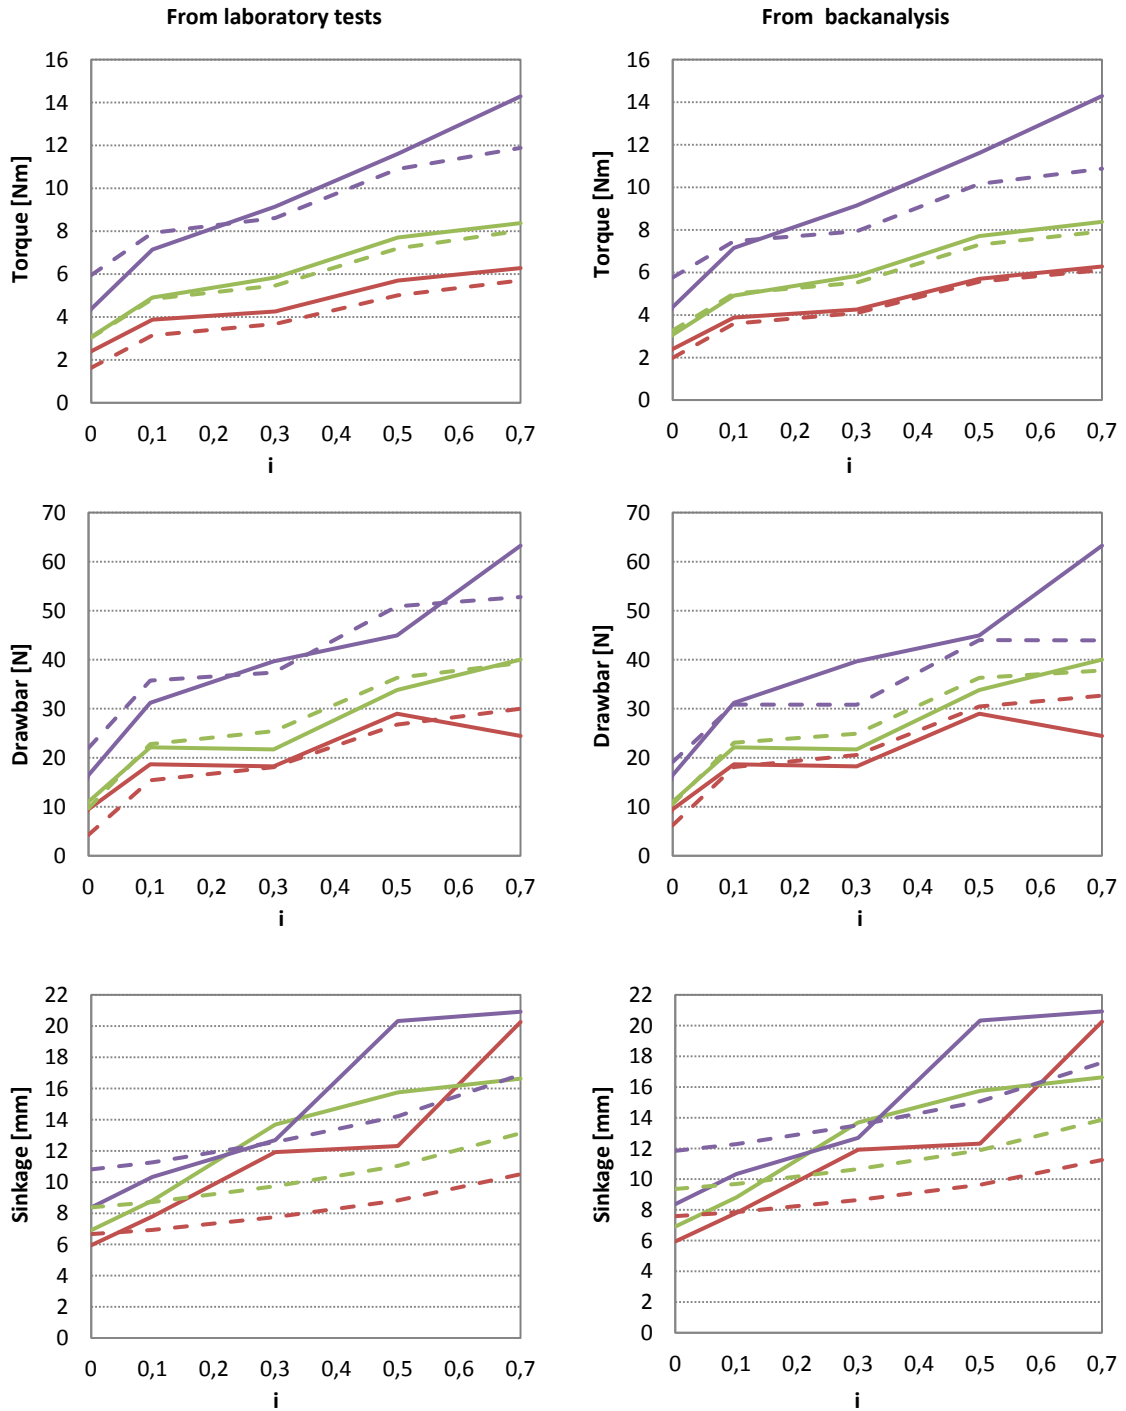 From laboratory tests
From backanalysis
Torque [Nm]
16
14
12
10
8
6
4
2
0
0 0,1 0,2 0,3 0,4 0,5 0,6 0,7
i
Torque [Nm]
16
14
12
10
8
6
4
2
0
0 0,1 0,2 0,3 0,4 0,5 0,6 0,7
i
Drawbar [N]
70
60
50
40
30
20
10
0
0 0,1 0,2 0,3 0,4 0,5 0,6 0,7
i
Drawbar [N]
70
60
50
40
30
20
10
0
0 0,1 0,2 0,3 0,4 0,5 0,6 0,7
i
Sinkage [mm]
22
20
18
16
14
12
10
8
6
4
2
0
0 0,1 0,2 0,3 0,4 0,5 0,6 0,7
i
Sinkage [mm]
22
20
18
16
14
12
10
8
6
4
2
0
0 0,1 0,2 0,3 0,4 0,5 0,6 0,7
i